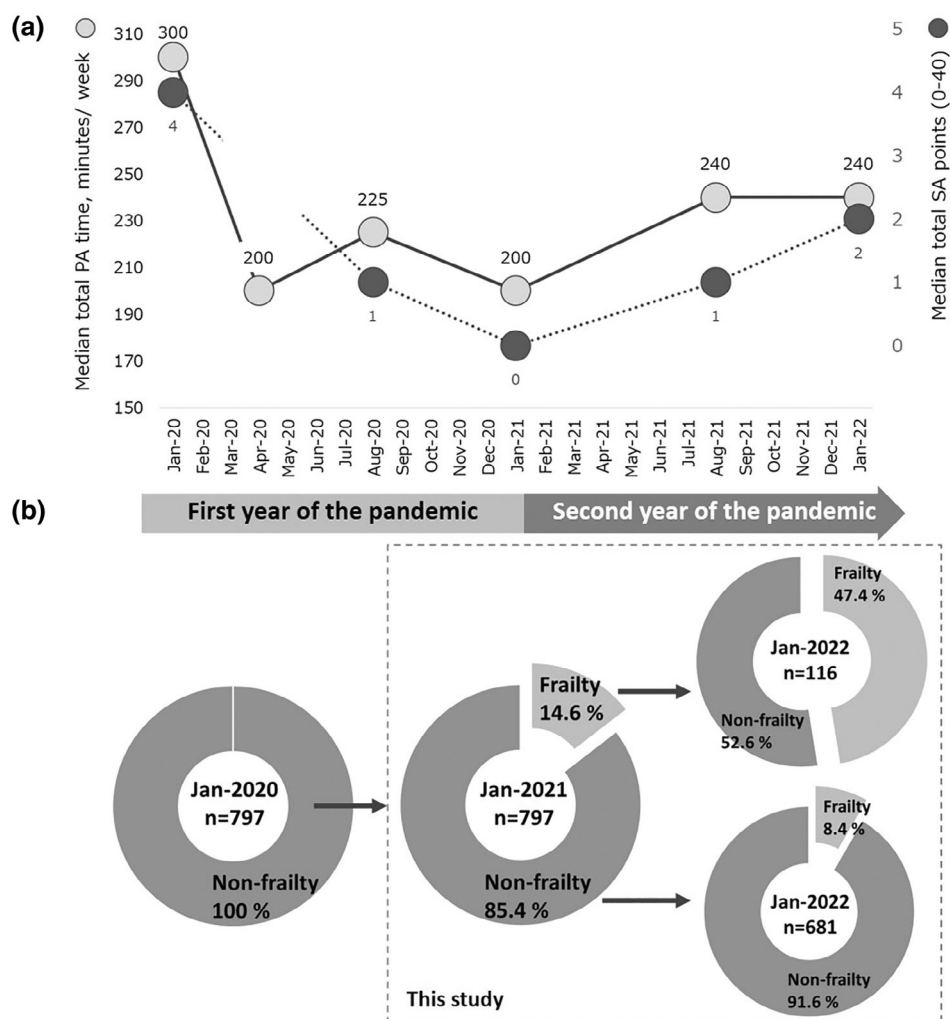 (a)
Median total PA time, minutes/ week
310
290
270
250
230
210
190
170
150
300
200
225
200
240
240
4
1
0
1
2
5
4
3
2
1
0
Median total SA points (0-40)
Jan-20
Feb-20
Mar-20
Apr-20
May-20
Jun-20
Jul-20
Aug-20
Sep-20
Oct-20
Nov-20
Dec-20
Jan-21
Feb-21
Mar-21
Apr-21
May-21
Jun-21
Jul-21
Aug-21
Sep-21
Oct-21
Nov-21
Dec-21
Jan-22
(b)
First year of the pandemic
Second year of the pandemic
Jan-2020
n=797
Non-frailty
100 %
Frailty
14.6 %
Jan-2021
n=797
Non-frailty
85.4 %
Frailty
47.4 %
Jan-2022
n=116
Non-frailty
52.6 %
Frailty
8.4 %
Jan-2022
n=681
Non-frailty
91.6 %
This study